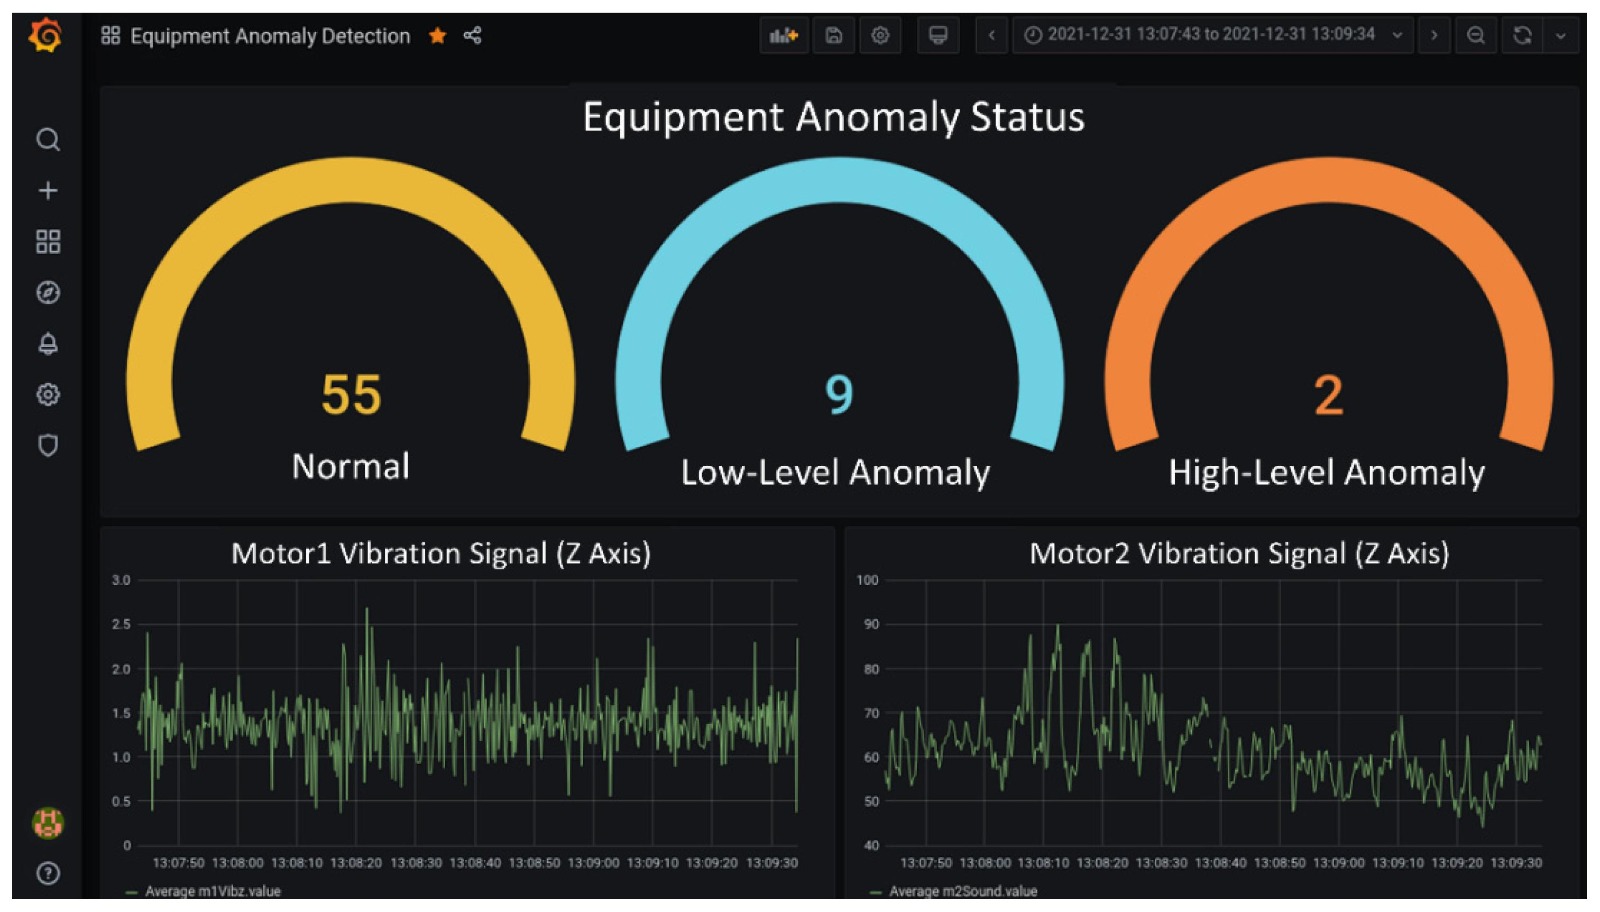 Equipment Anomaly Detection
2021-12-31 13:07:43 to 2021-12-31 13:09:34
Equipment Anomaly Status
55
Normal
9
Low-Level Anomaly
2
High-Level Anomaly
Motor1 Vibration Signal (Z Axis)
3.0
2.5
2.0
1.5
1.0
0.5
0
13:07:50 13:08:00 13:08:10 13:08:20 13:08:30 13:08:40 13:08:50 13:09:00 13:09:10 13:09:20 13:09:30
Average m1Vibz.value
Motor2 Vibration Signal (Z Axis)
100
90
80
70
60
50
40
13:07:50 13:08:00 13:08:10 13:08:20 13:08:30 13:08:40 13:08:50 13:09:00 13:09:10 13:09:20 13:09:30
Average m2Sound.value